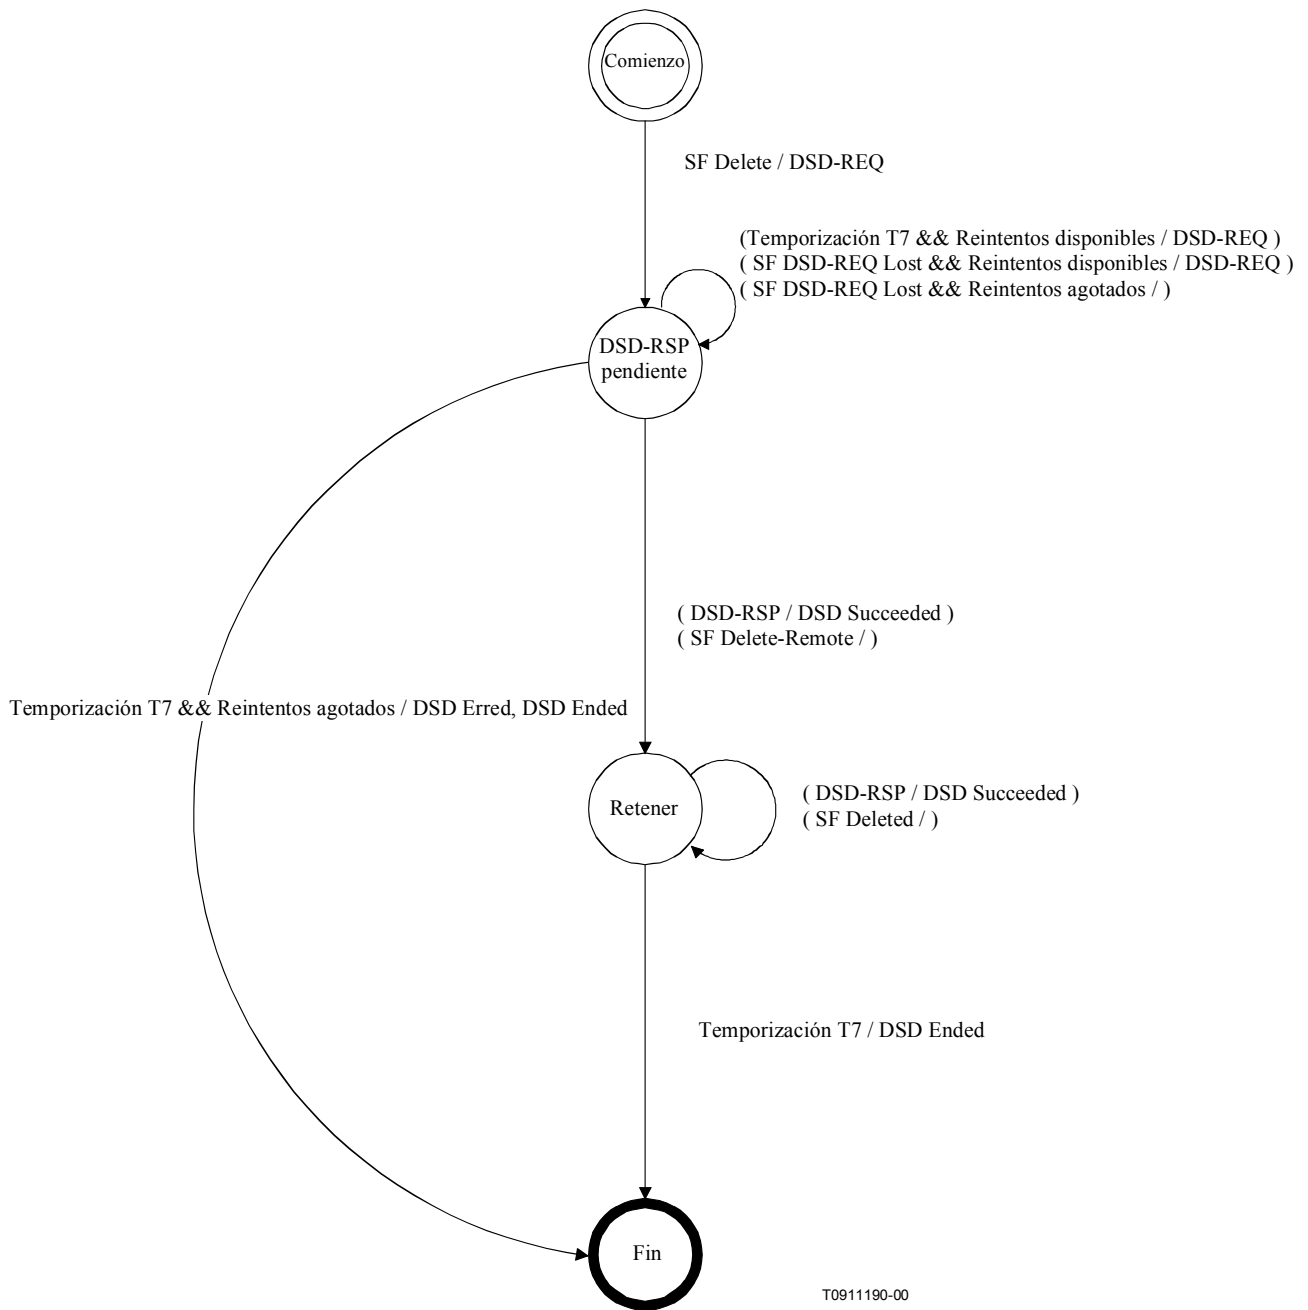 Comienzo
SF Delete / DSD-REQ
(Temporización T7 && Reintentos disponibles / DSD-REQ )
( SF DSD-REQ Lost && Reintentos disponibles / DSD-REQ )
( SF DSD-REQ Lost && Reintentos agotados / )
DSD-RSP
pendiente
( DSD-RSP / DSD Succeeded )
( SF Delete-Remote / )
Temporización T7 && Reintentos agotados / DSD Erred, DSD Ended
Retener
( DSD-RSP / DSD Succeeded )
( SF Deleted / )
Temporización T7 / DSD Ended
Fin
T0911190-00